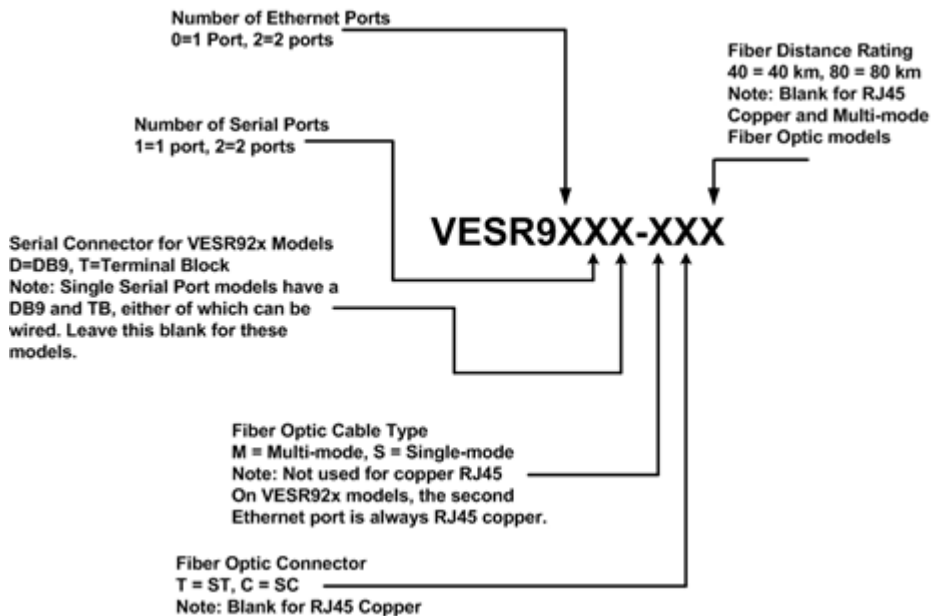 Number of Ethernet Ports
0=1 Port, 2=2 ports
Fiber Distance Rating
40 = 40 km, 80 = 80 km
Note: Blank for RJ45
Copper and Multi-mode
Fiber Optic models
Number of Serial Ports
1=1 port, 2=2 ports
VESR9XXX-XXX
Serial Connector for VESR92x Models
D=DB9, T=Terminal Block
Note: Single Serial Port models have a
DB9 and TB, either of which can be
wired. Leave this blank for these
models.
Fiber Optic Cable Type
M = Multi-mode, S = Single-mode
Note: Not used for copper RJ45
On VESR92x models, the second
Ethernet port is always RJ45 copper.
Fiber Optic Connector
T = ST, C = SC
Note: Blank for RJ45 Copper